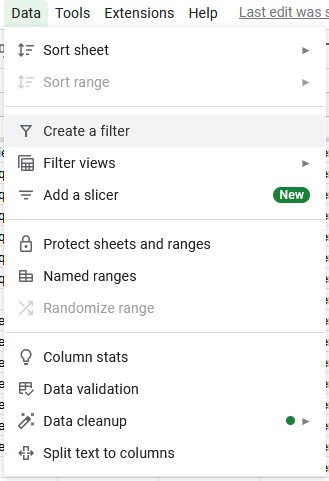 Data Tools Extensions Help Last edit was s
Sort sheet
Sort range
Create a filter
Filter views
Add a slicer New
Protect sheets and ranges
Named ranges
Randomize range
Column stats
Data validation
Data cleanup
Split text to columns